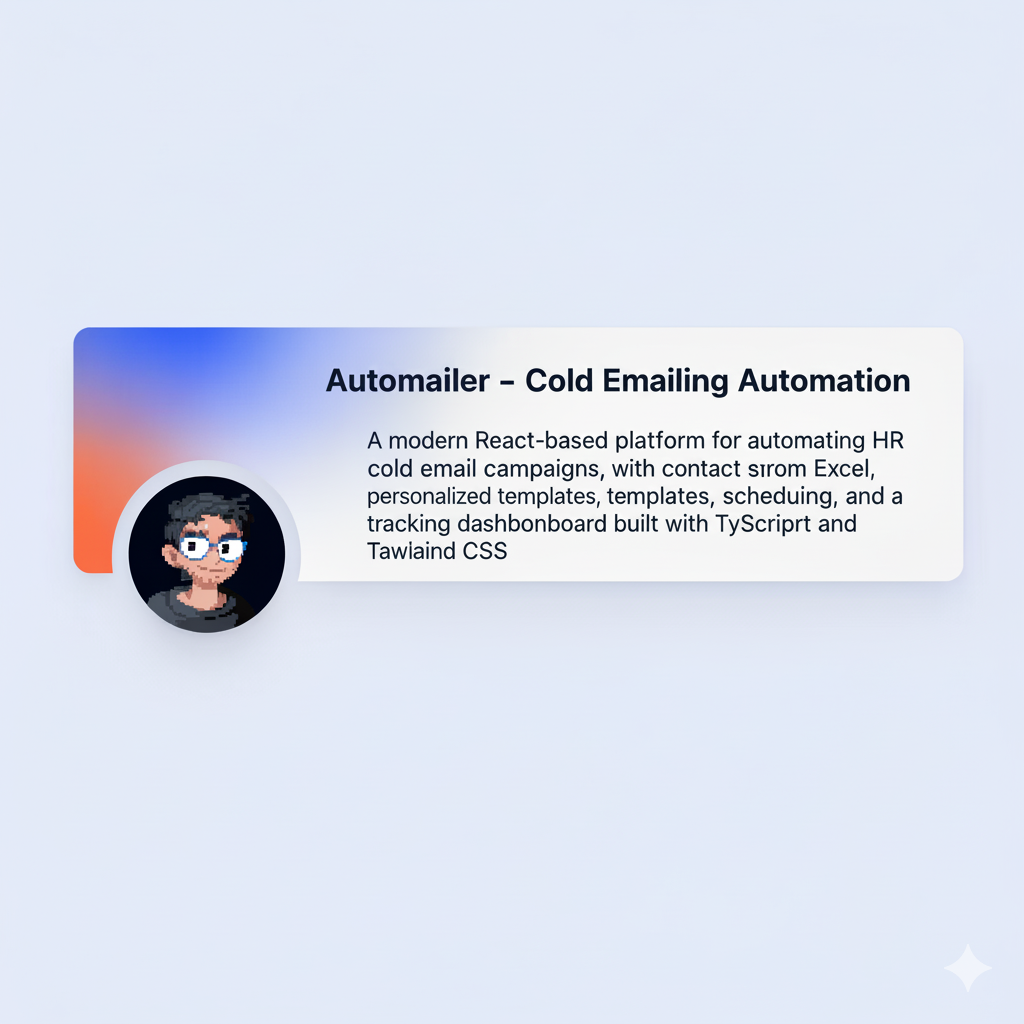 Automailer – Cold Emailing Automation
A modern React-based platform for automating HR
cold email campaigns, with contact sırom Excel,
personalized templates, templates, scheduing, and a
tracking dashbonboard built with TyScriprt and
Tawlaind CSS